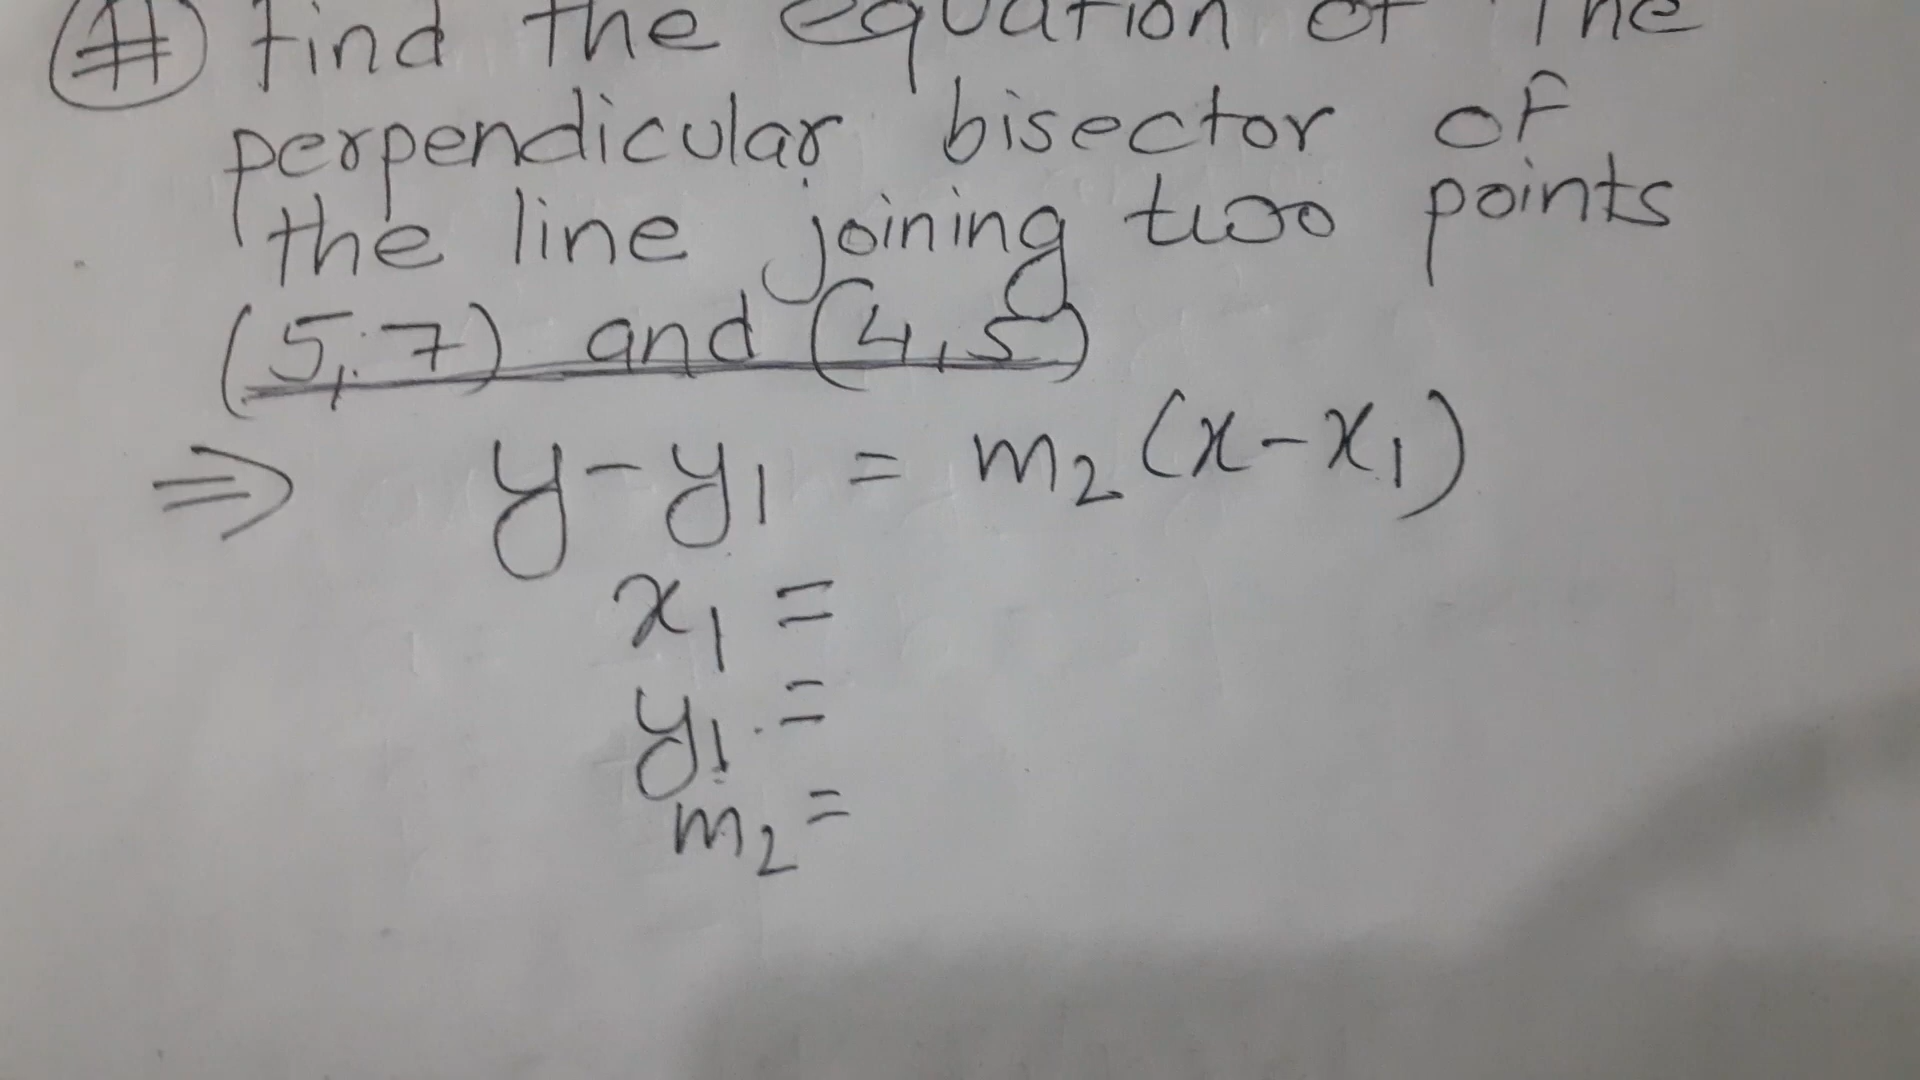 # find the equation of the
perpendicular bisector of
the line joining two points
(5, 7) and (4, 5)
⇒ y - y₁ = m₂ (x - x₁)
x₁ =
y₁ =
m₂ =